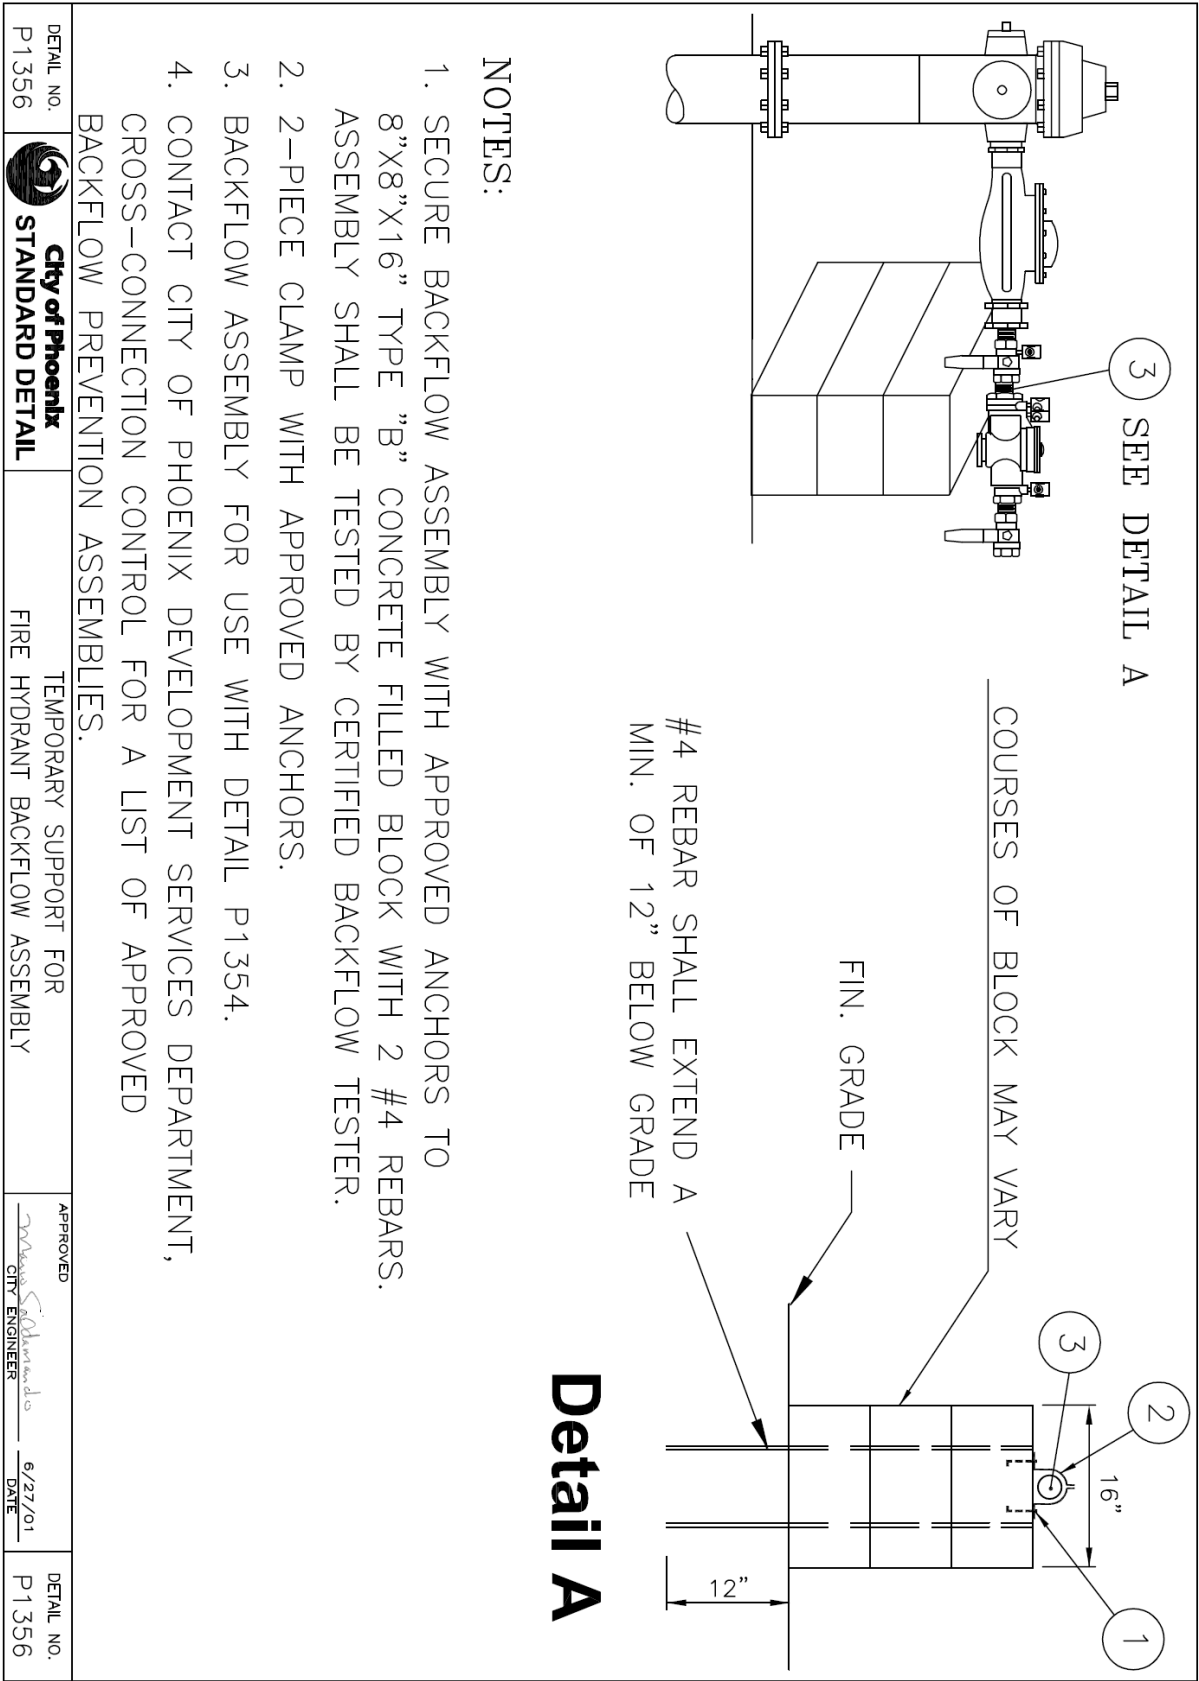 3 SEE DETAIL A
COURSES OF BLOCK MAY VARY
FIN. GRADE
#4 REBAR SHALL EXTEND A
MIN. OF 12" BELOW GRADE
3
2
1
16"
12"
Detail A
NOTES:
1. SECURE BACKFLOW ASSEMBLY WITH APPROVED ANCHORS TO
8"X8"X16" TYPE "B" CONCRETE FILLED BLOCK WITH 2 #4 REBARS.
ASSEMBLY SHALL BE TESTED BY CERTIFIED BACKFLOW TESTER.
2. 2-PIECE CLAMP WITH APPROVED ANCHORS.
3. BACKFLOW ASSEMBLY FOR USE WITH DETAIL P1354.
4. CONTACT CITY OF PHOENIX DEVELOPMENT SERVICES DEPARTMENT,
CROSS-CONNECTION CONTROL FOR A LIST OF APPROVED
BACKFLOW PREVENTION ASSEMBLIES.
DETAIL NO.
P1356
City of Phoenix
STANDARD DETAIL
TEMPORARY SUPPORT FOR
FIRE HYDRANT BACKFLOW ASSEMBLY
APPROVED
CITY ENGINEER
6/27/01
DATE
DETAIL NO.
P1356